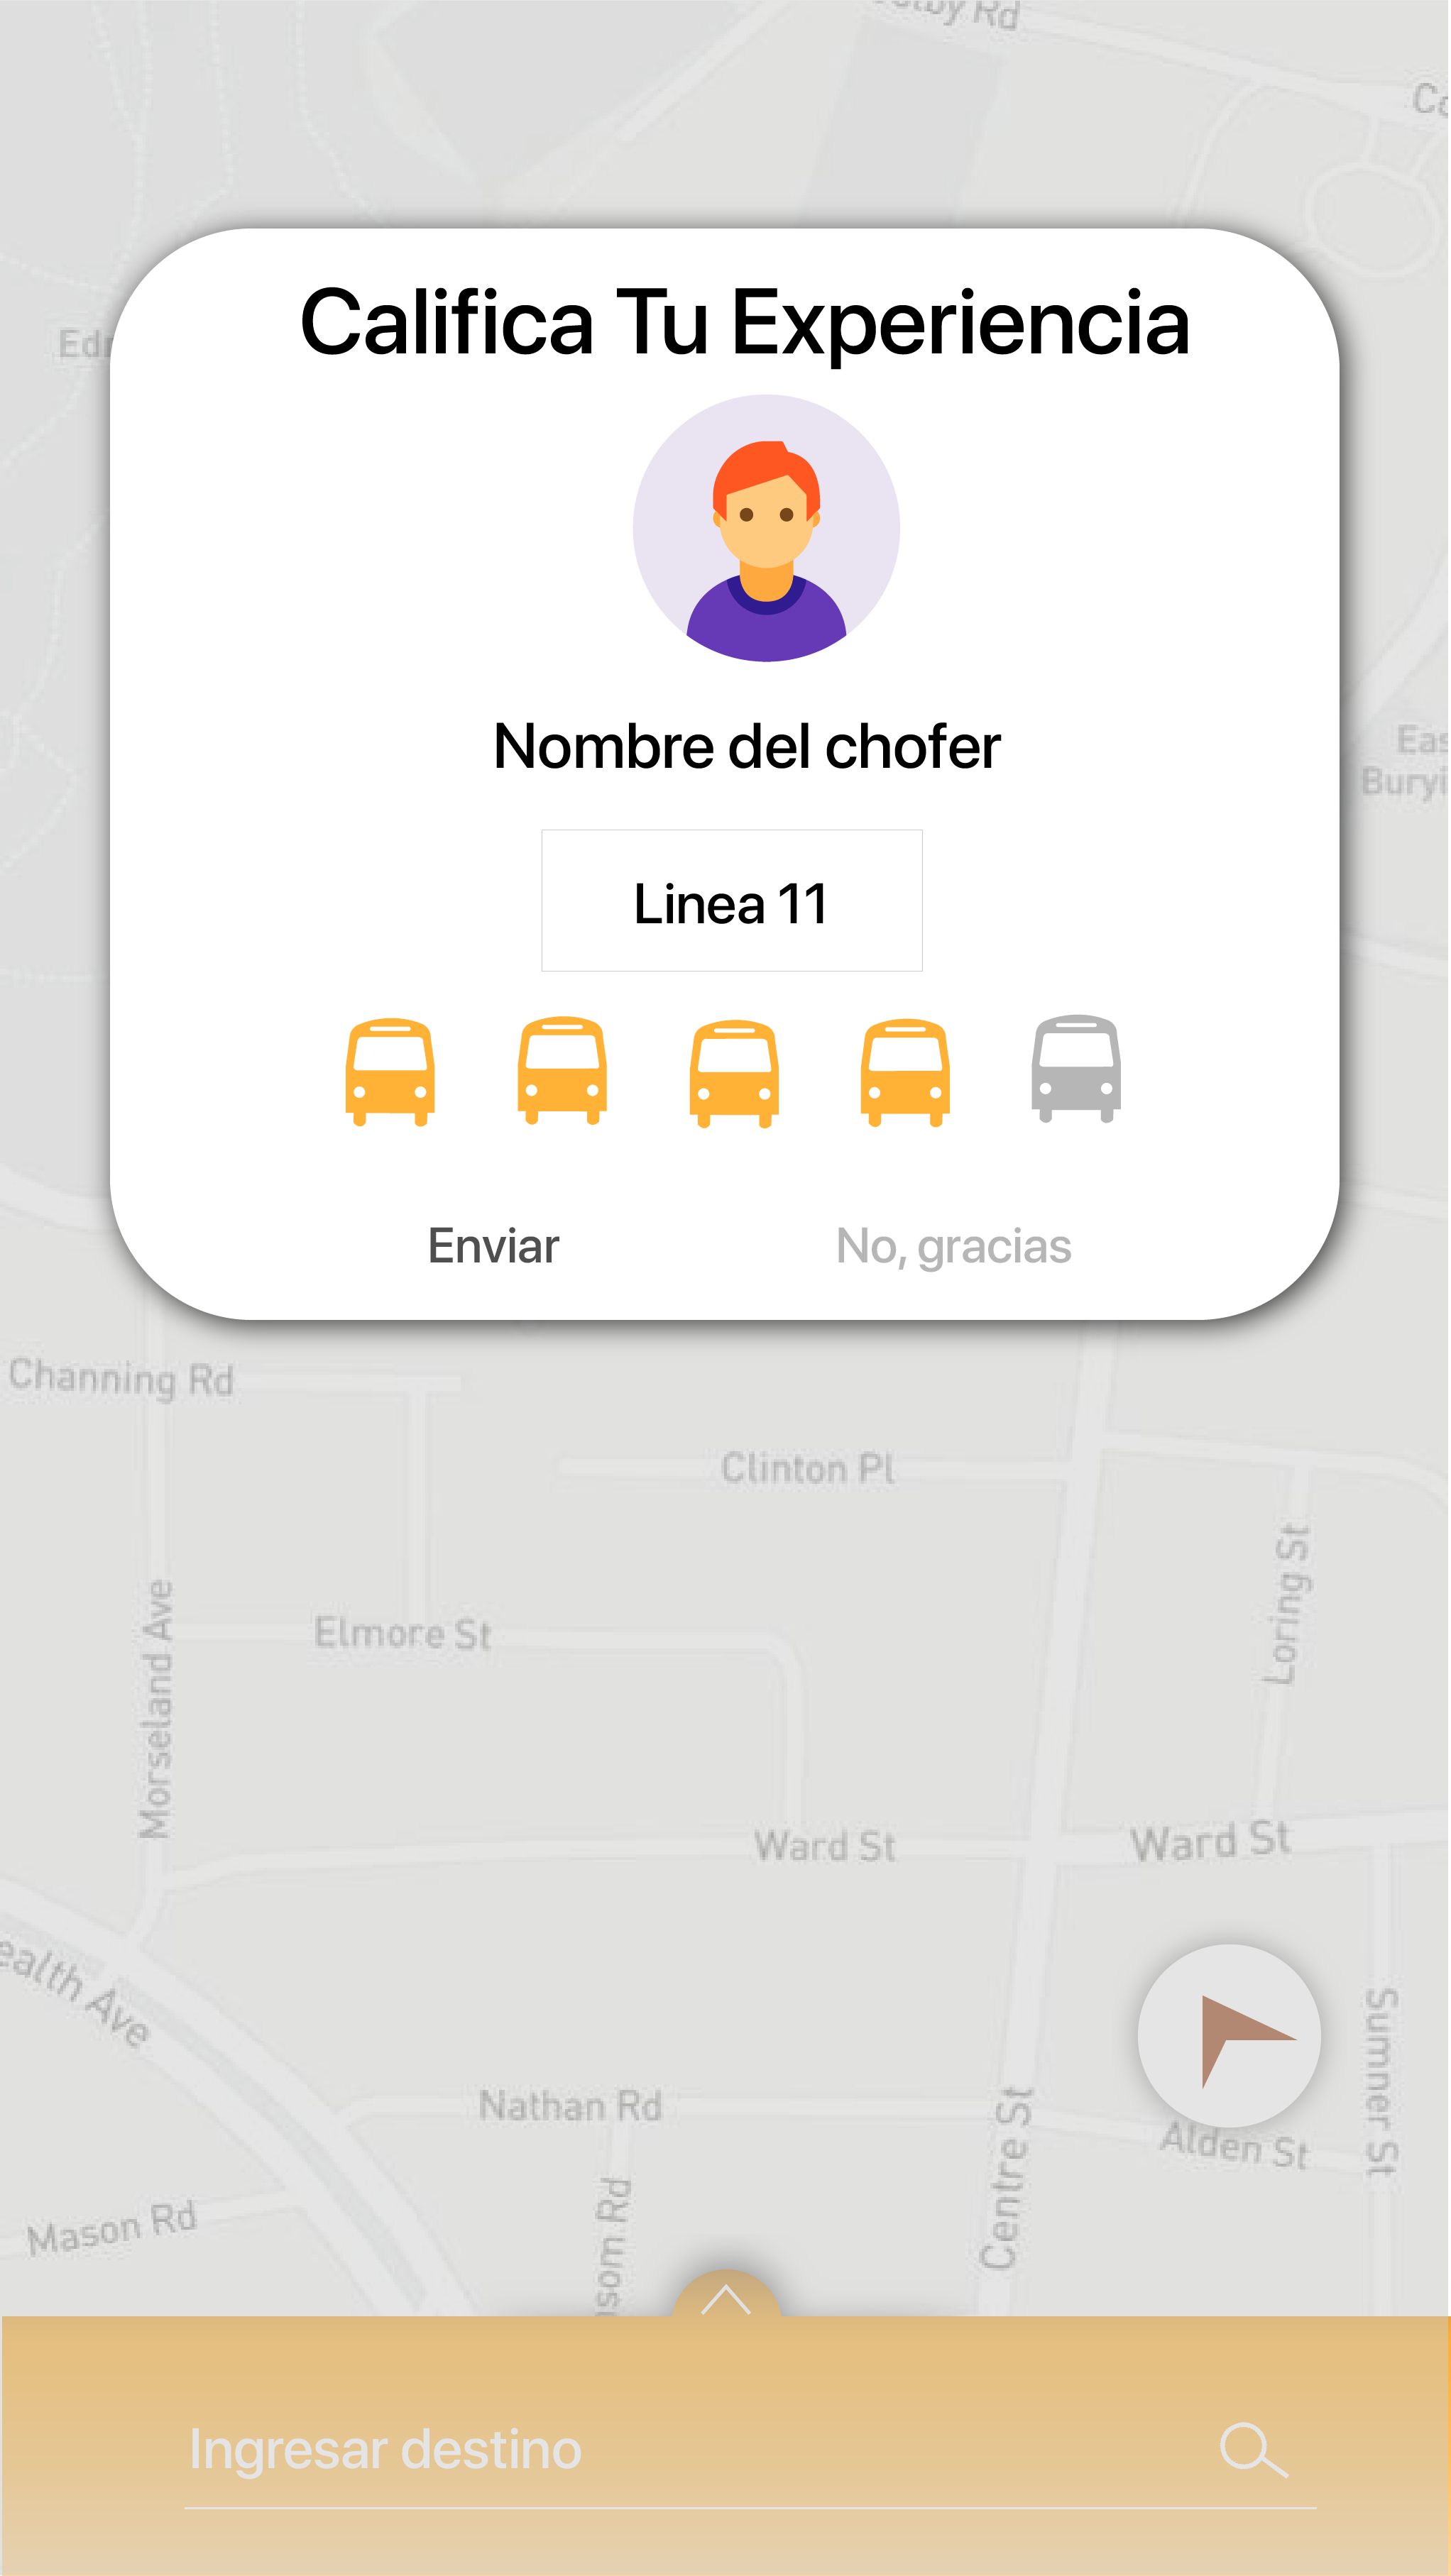 Califica Tu Experiencia
Nombre del chofer
Linea 11
Enviar
No, gracias
Channing Rd
Clinton Pl
Loring St
Elmore St
Morseland Ave
Ward St
Ward St
Ave
Sumner St
Nathan Rd
Centre St
Alden St
Mason Rd
Rd
Ingresar destino